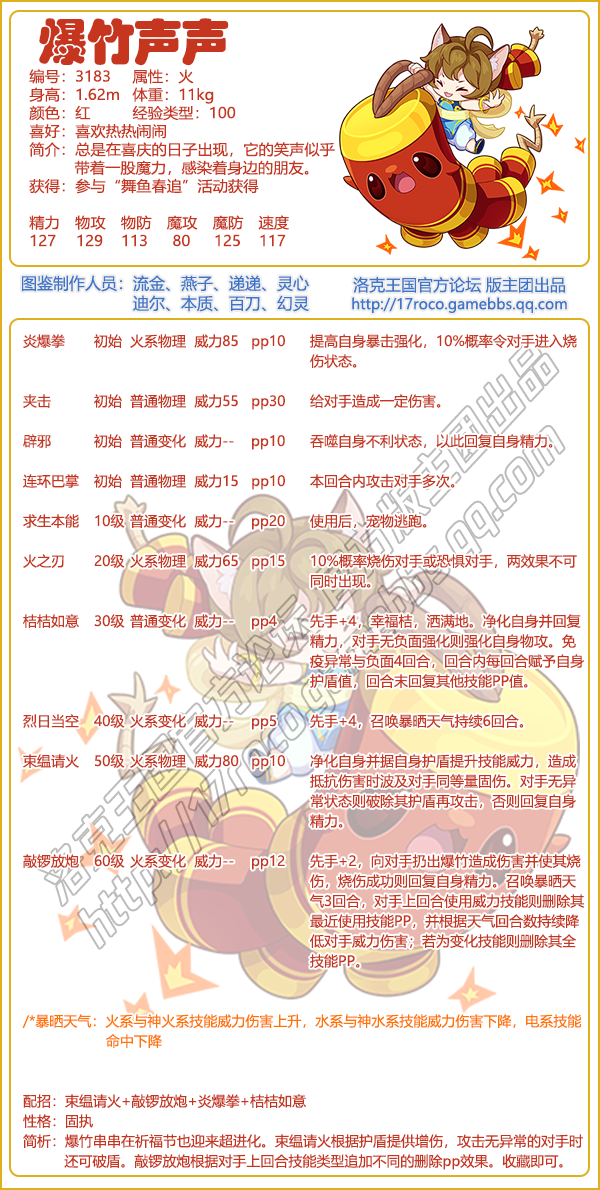 爆竹声声
编号：3183 属性：火
身高：1.62m 体重：11kg
颜色：红 经验类型：100
喜好：喜欢热热闹闹
简介：总是在喜庆的日子出现，它的笑声似乎
带着一股魔力，感染着身边的朋友。
获得：参与“舞鱼春追”活动获得
精力 物攻 物防 魔攻 魔防 速度
127 129 113 80 125 117
图鉴制作人员：流金、燕子、递递、灵心
迪尔、本质、百刀、幻灵
洛克王国官方论坛 版主团出品
http://17roco.gamebbs.qq.com
炎爆拳 初始 火系物理 威力85 pp10 提高自身暴击强化，10%概率令对手进入烧
伤状态。
夹击 初始 普通物理 威力55 pp30 给对手造成一定伤害。
辟邪 初始 普通变化 威力-- pp10 吞噬自身不利状态，以此回复自身精力。
连环巴掌 初始 普通物理 威力15 pp10 本回合内攻击对手多次。
求生本能 10级 普通变化 威力-- pp20 使用后，宠物逃跑。
火之刃 20级 火系物理 威力65 pp15 10%概率烧伤对手或恐惧对手，两效果不可
同时出现。
桔桔如意 30级 普通变化 威力-- pp4 先手+4，幸福桔，洒满地。净化自身并回复
精力，对手无负面强化则强化自身物攻。免
疫异常与负面4回合，回合内每回合赋予自身
护盾值，回合末回复其他技能PP值。
烈日当空 40级 火系变化 威力-- pp5 先手+4，召唤暴晒天气持续6回合。
束缊请火 50级 火系物理 威力80 pp10 净化自身并据自身护盾提升技能威力，造成
抵抗伤害时波及对手同等量固伤。对手无异
常状态则破除其护盾再攻击，否则回复自身
精力。
敲锣放炮 60级 火系变化 威力-- pp12 先手+2，向对手扔出爆竹造成伤害并使其烧
伤，烧伤成功则回复自身精力。召唤暴晒天
气3回合，对手上回合使用威力技能则删除其
最近使用技能PP，并根据天气回合数持续降
低对手威力伤害；若为变化技能则删除其全
技能PP。
/*暴晒天气：火系与神火系技能威力伤害上升，水系与神水系技能威力伤害下降，电系技能
命中下降
配招：束缊请火+敲锣放炮+炎爆拳+桔桔如意
性格：固执
简析：爆竹串串在祈福节也迎来超进化。束缊请火根据护盾提供增伤，攻击无异常的对手时
还可破盾。敲锣放炮根据对手上回合技能类型追加不同的删除pp效果。收藏即可。
洛克王国官方论坛 版主团出品
http://17roco.gamebbs.qq.com